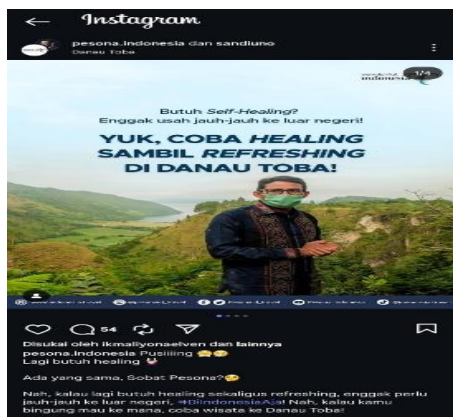 Instagram
pesona.indonesia dan sandiuno
Danau Toba
1/4
indonesia
Butuh Self-Healing?
Enggak usah jauh-jauh ke luar negeri!
YUK, COBA HEALING
SAMBIL REFRESHING
DI DANAU TOBA!
54
Disukai oleh ikmaliyonaelven dan lainnya
pesona.indonesia Pusiiiing
Lagi butuh healing
Ada yang sama, Sobat Pesona?
Nah, kalau lagi butuh healing sekaligus refreshing, enggak perlu
jauh-jauh ke luar negeri, #DiIndonesiaAja! Nah, kalau kamu
bingung mau ke mana, coba wisata ke Danau Toba!